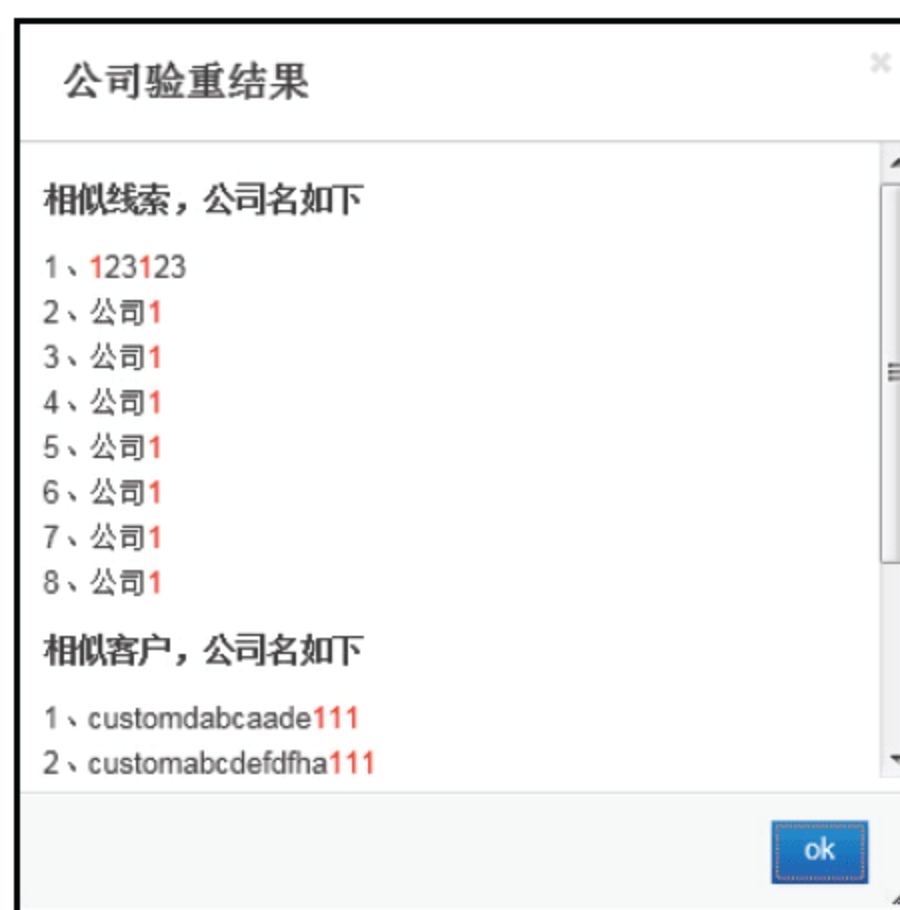 公司验重结果
×
相似线索，公司名如下
1、123123
2、公司1
3、公司1
4、公司1
5、公司1
6、公司1
7、公司1
8、公司1
相似客户，公司名如下
1、customdabcaade111
2、customabcdefdfha111
ok